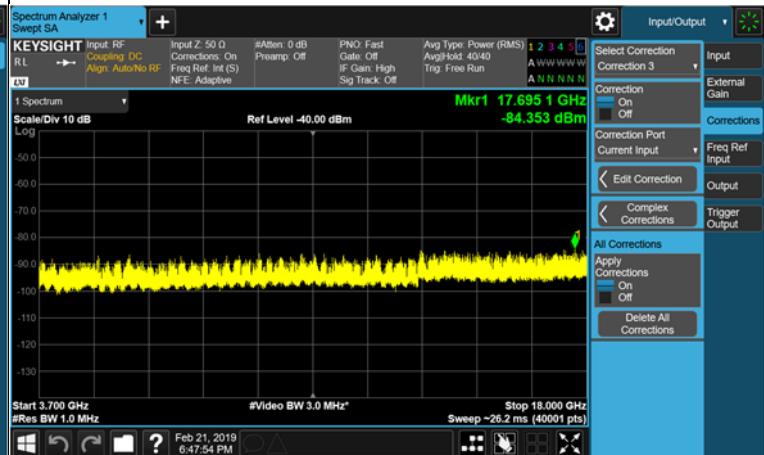 Spectrum Analyzer 1
Swept SA
Input/Output
KEYSIGHT
RL
LXI
Input: RF
Coupling: DC
Align: Auto/No RF
Input Z: 50 Ω
Corrections: On
Freq Ref: Int (S)
NFE: Adaptive
#Atten: 0 dB
Preamp: Off
PNO: Fast
Gate: Off
IF Gain: High
Sig Track: Off
Avg Type: Power (RMS)
Avg|Hold: 40/40
Trig: Free Run
1 2 3 4 5 6
A W W W W W
A N N N N N
1 Spectrum
Scale/Div 10 dB
Ref Level -40.00 dBm
Mkr1 17.695 1 GHz
-84.353 dBm
Log
-50.0
-60.0
-70.0
-80.0
-90.0
-100
-110
-120
-130
Start 3.700 GHz
#Res BW 1.0 MHz
#Video BW 3.0 MHz*
Stop 18.000 GHz
Sweep ~26.2 ms (40001 pts)
?
Feb 21, 2019
6:47:54 PM
Select Correction
Correction 3
Correction
On
Off
Correction Port
Current Input
Edit Correction
Complex
Corrections
All Corrections
Apply
Corrections
On
Off
Delete All
Corrections
Input
External
Gain
Corrections
Freq Ref
Input
Output
Trigger
Output